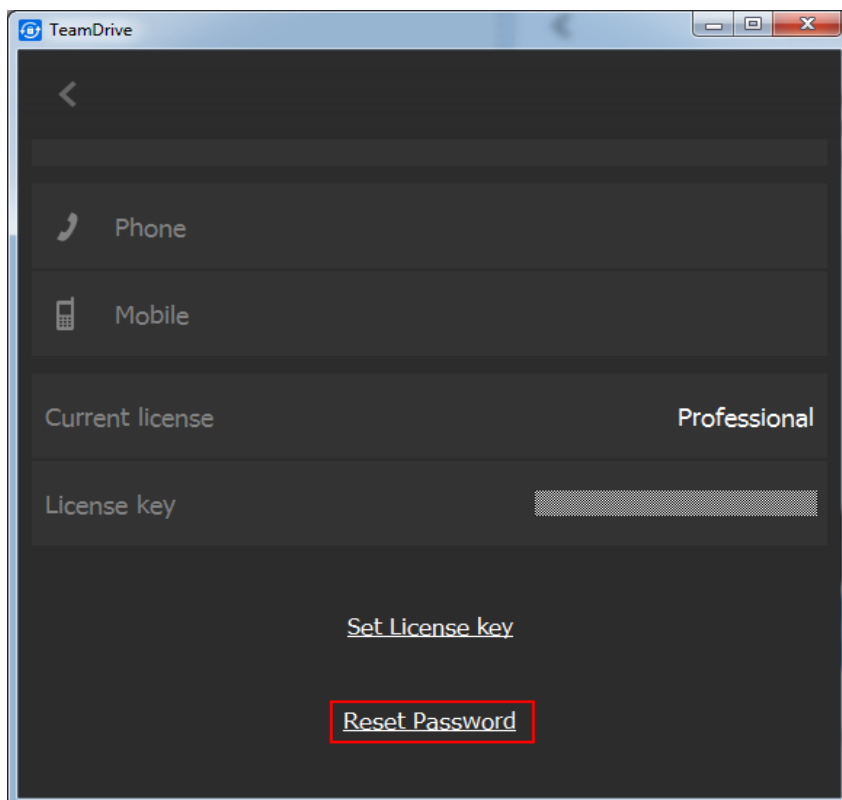 TeamDrive
Phone
Mobile
Current license Professional
License key
Set License key
Reset Password